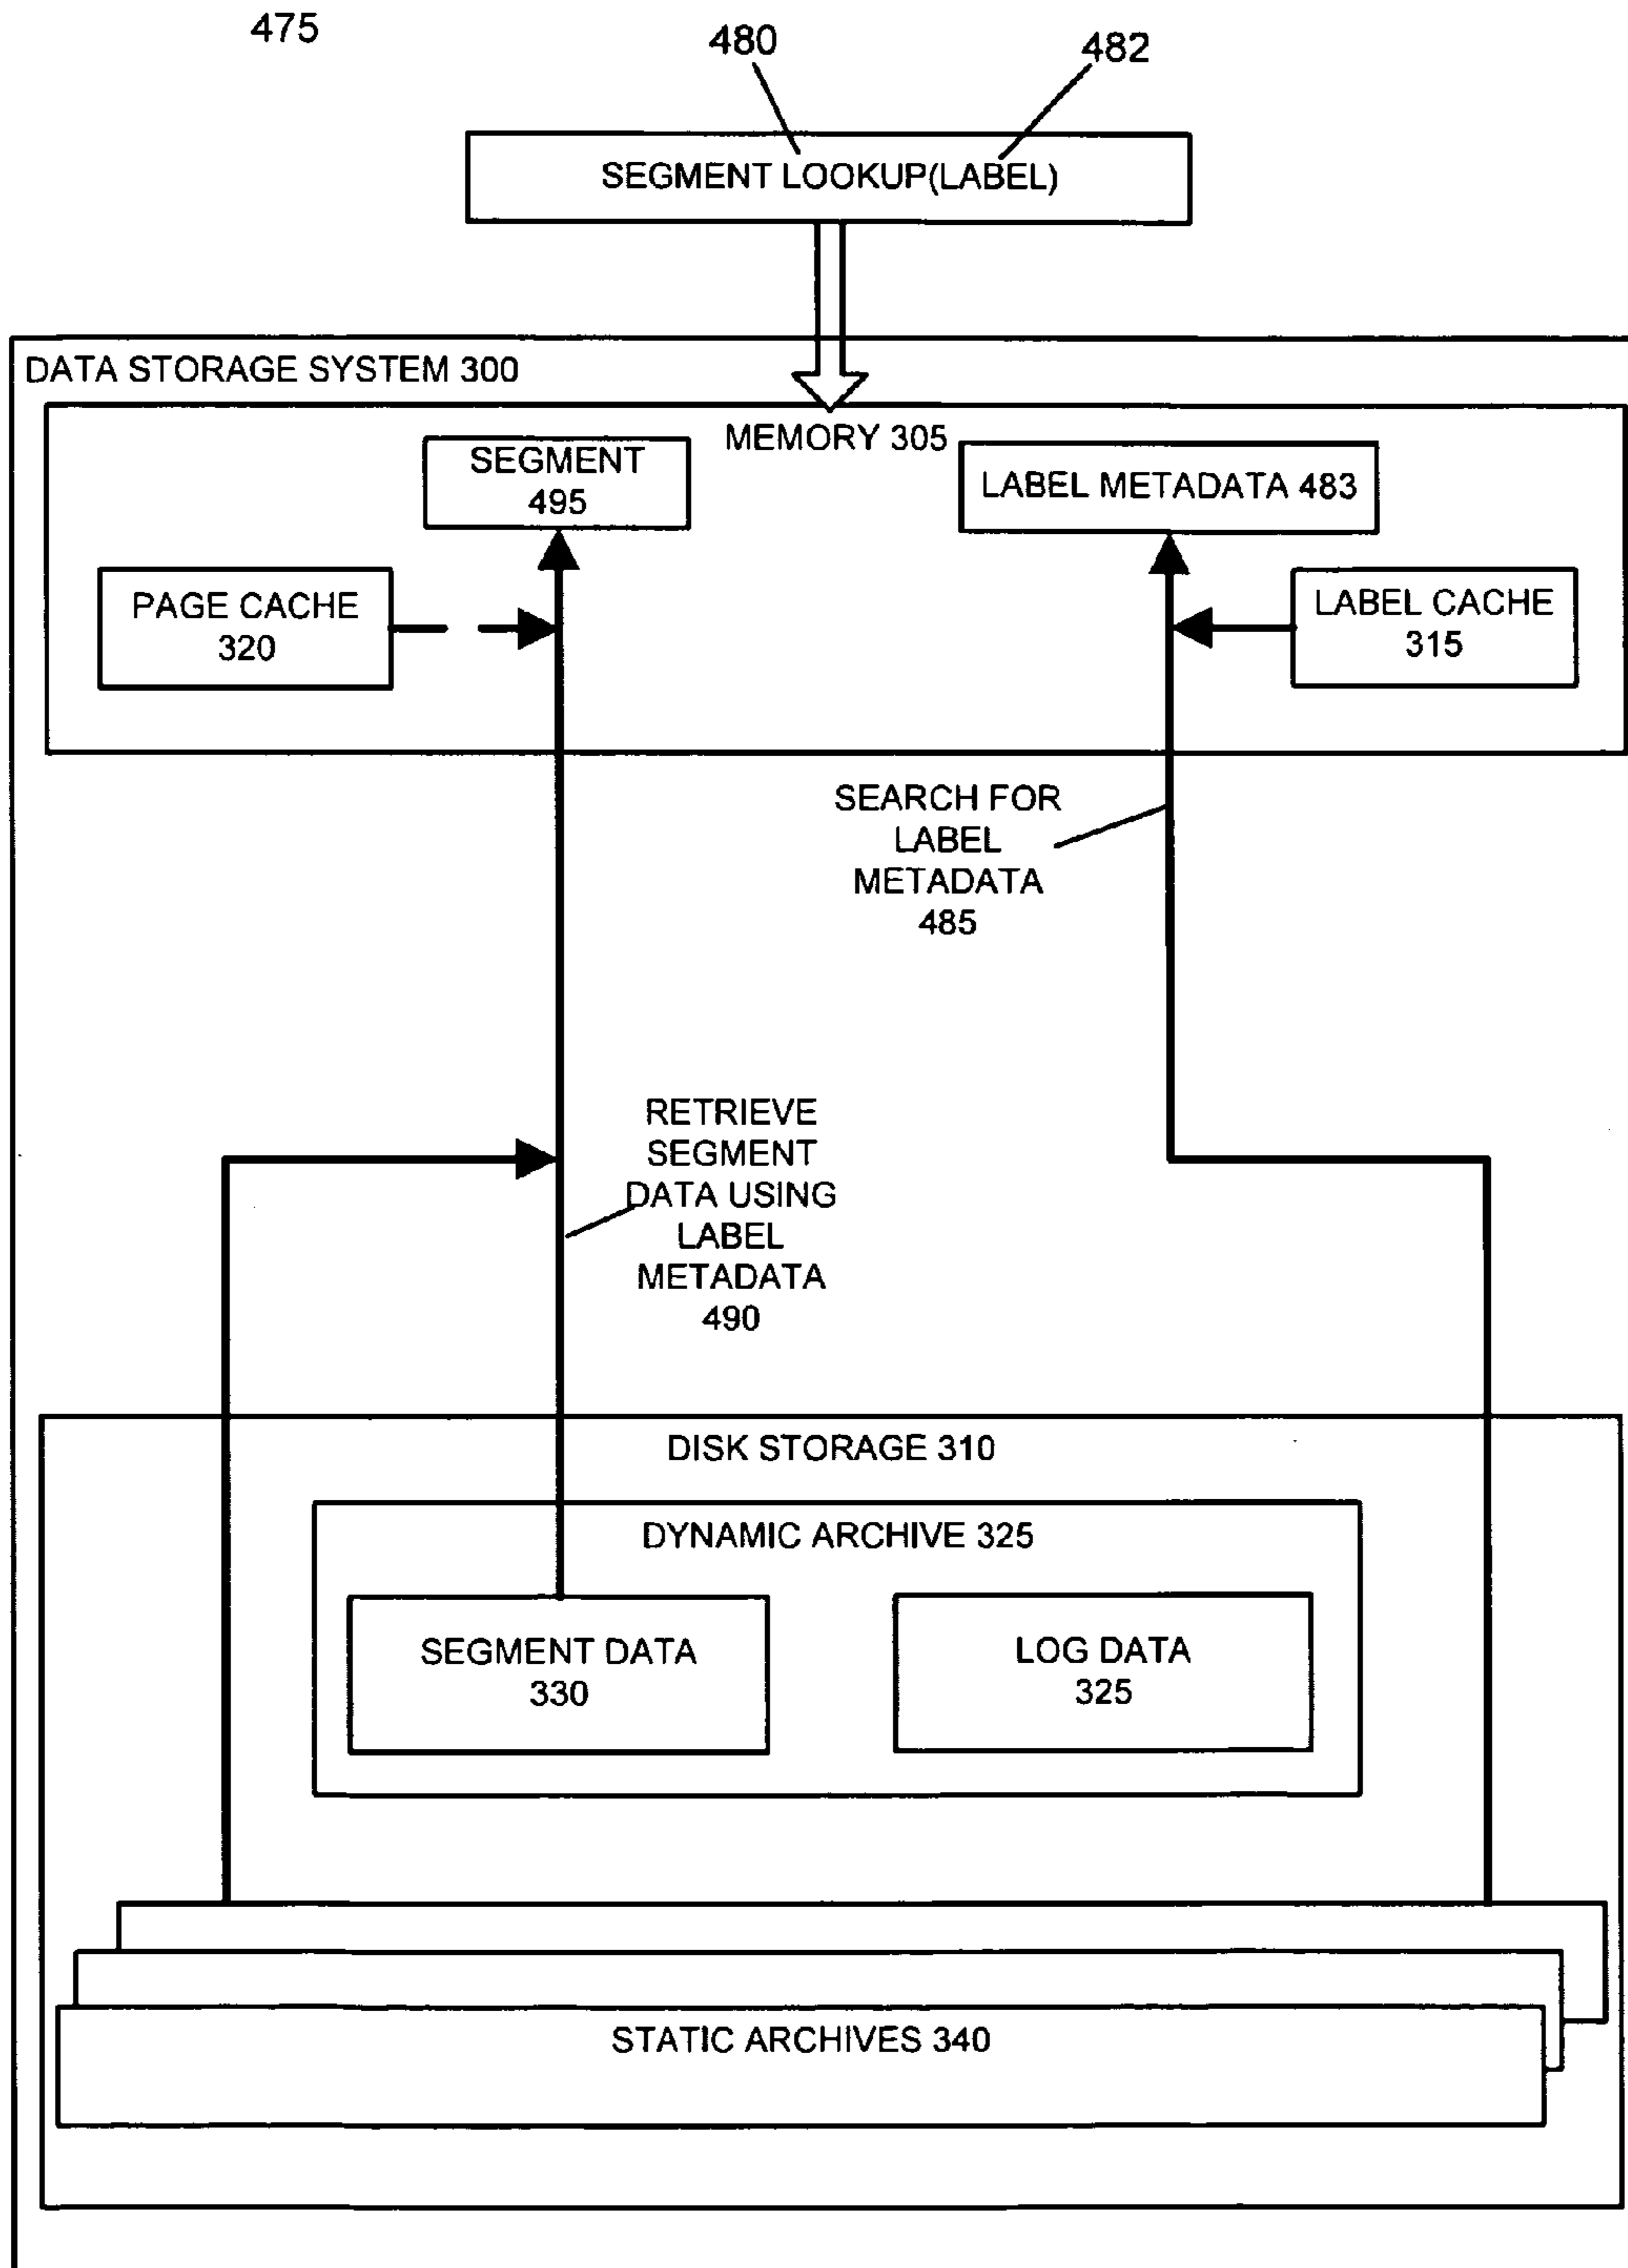 475
480
482
SEGMENT LOOKUP(LABEL)
DATA STORAGE SYSTEM 300
MEMORY 305
SEGMENT
495
LABEL METADATA 483
PAGE CACHE
320
LABEL CACHE
315
SEARCH FOR
LABEL
METADATA
485
RETRIEVE
SEGMENT
DATA USING
LABEL
METADATA
490
DISK STORAGE 310
DYNAMIC ARCHIVE 325
SEGMENT DATA
330
LOG DATA
325
STATIC ARCHIVES 340